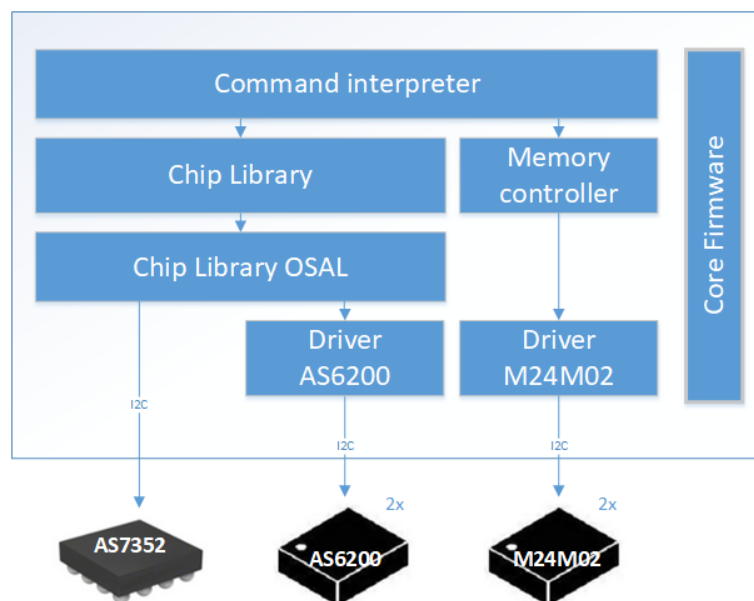 Command interpreter
Chip Library
Memory
controller
Core Firmware
Chip Library OSAL
Driver
AS6200
Driver
M24M02
I2C
I2C
I2C
2x
2x
AS7352
AS6200
M24M02